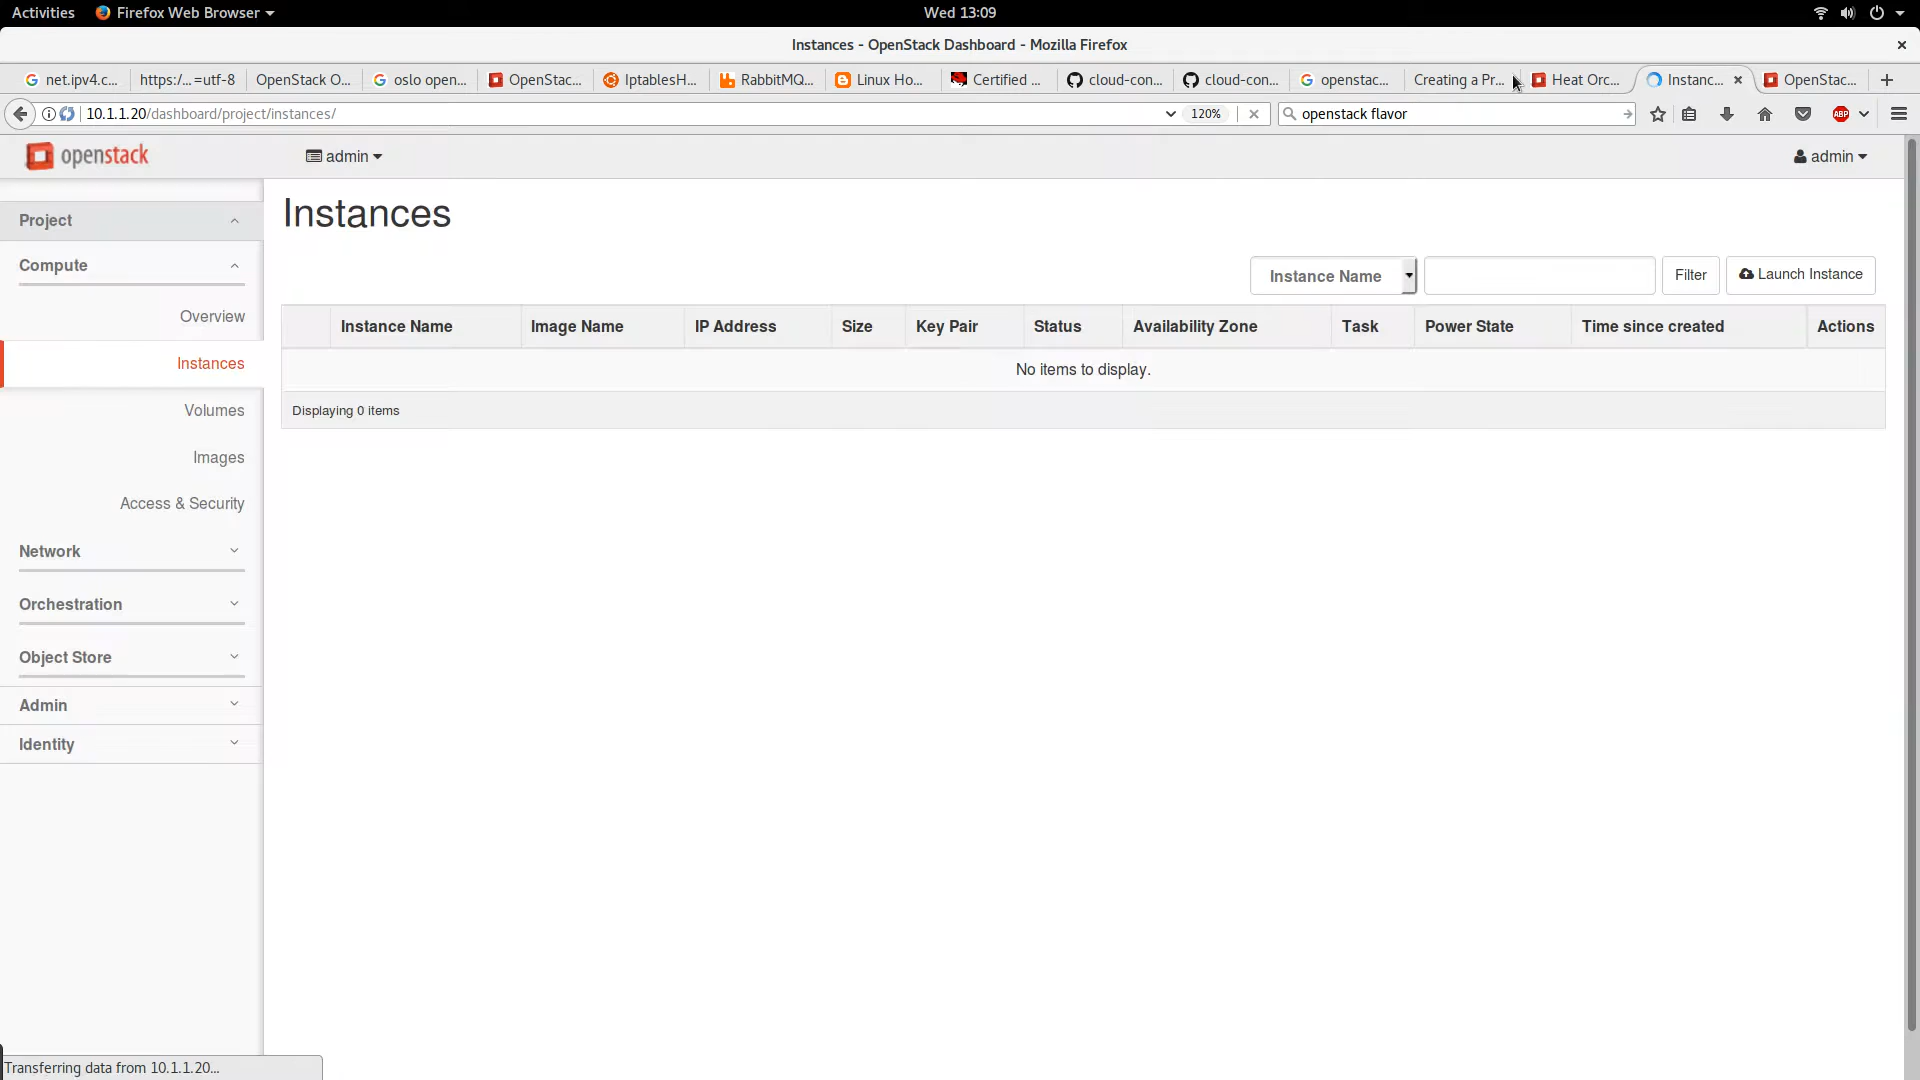 Activities Firefox Web Browser Wed 13:09
Instances - OpenStack Dashboard - Mozilla Firefox
net.ipv4.c... https:/...=utf-8 OpenStack O... oslo open... OpenStac... IptablesH... RabbitMQ... Linux Ho... Certified ... cloud-con... cloud-con... openstac... Creating a Pr... Heat Orc... Instanc... OpenStac...
10.1.1.20/dashboard/project/instances/ 120% openstack flavor ABP
openstack admin admin
Project
Compute
Overview
Instances
Volumes
Images
Access & Security
Network
Orchestration
Object Store
Admin
Identity
Instances
Instance Name Filter Launch Instance
Instance Name Image Name IP Address Size Key Pair Status Availability Zone Task Power State Time since created Actions
No items to display.
Displaying 0 items
Transferring data from 10.1.1.20...